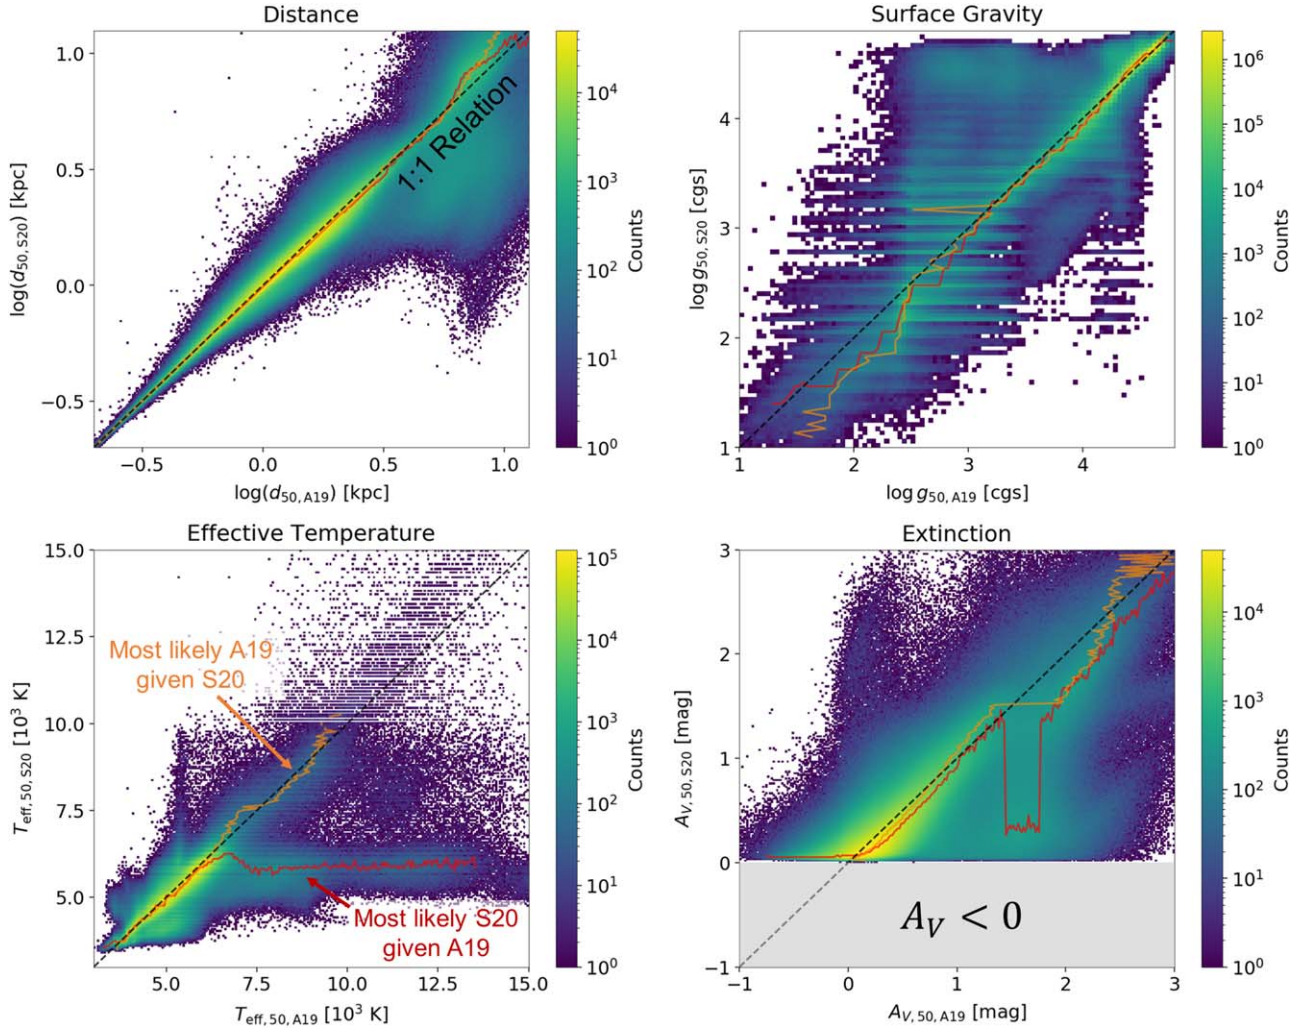 Distance
1.0
0.5
0.0
−0.5
log(d50,S20) [kpc]
−0.5 0.0 0.5 1.0
log(d50,A19) [kpc]
1:1 Relation
10^4
10^3
10^2
10^1
10^0
Counts
Surface Gravity
4
3
2
1
log g50,S20 [cgs]
1 2 3 4
log g50,A19 [cgs]
10^6
10^5
10^4
10^3
10^2
10^1
10^0
Counts
Effective Temperature
15.0
12.5
10.0
7.5
5.0
Teff,50,S20 [10^3 K]
5.0 7.5 10.0 12.5 15.0
Teff,50,A19 [10^3 K]
Most likely A19
given S20
Most likely S20
given A19
10^5
10^4
10^3
10^2
10^1
10^0
Counts
Extinction
3
2
1
0
−1
AV,50,S20 [mag]
−1 0 1 2 3
AV,50,A19 [mag]
AV < 0
10^4
10^3
10^2
10^1
10^0
Counts